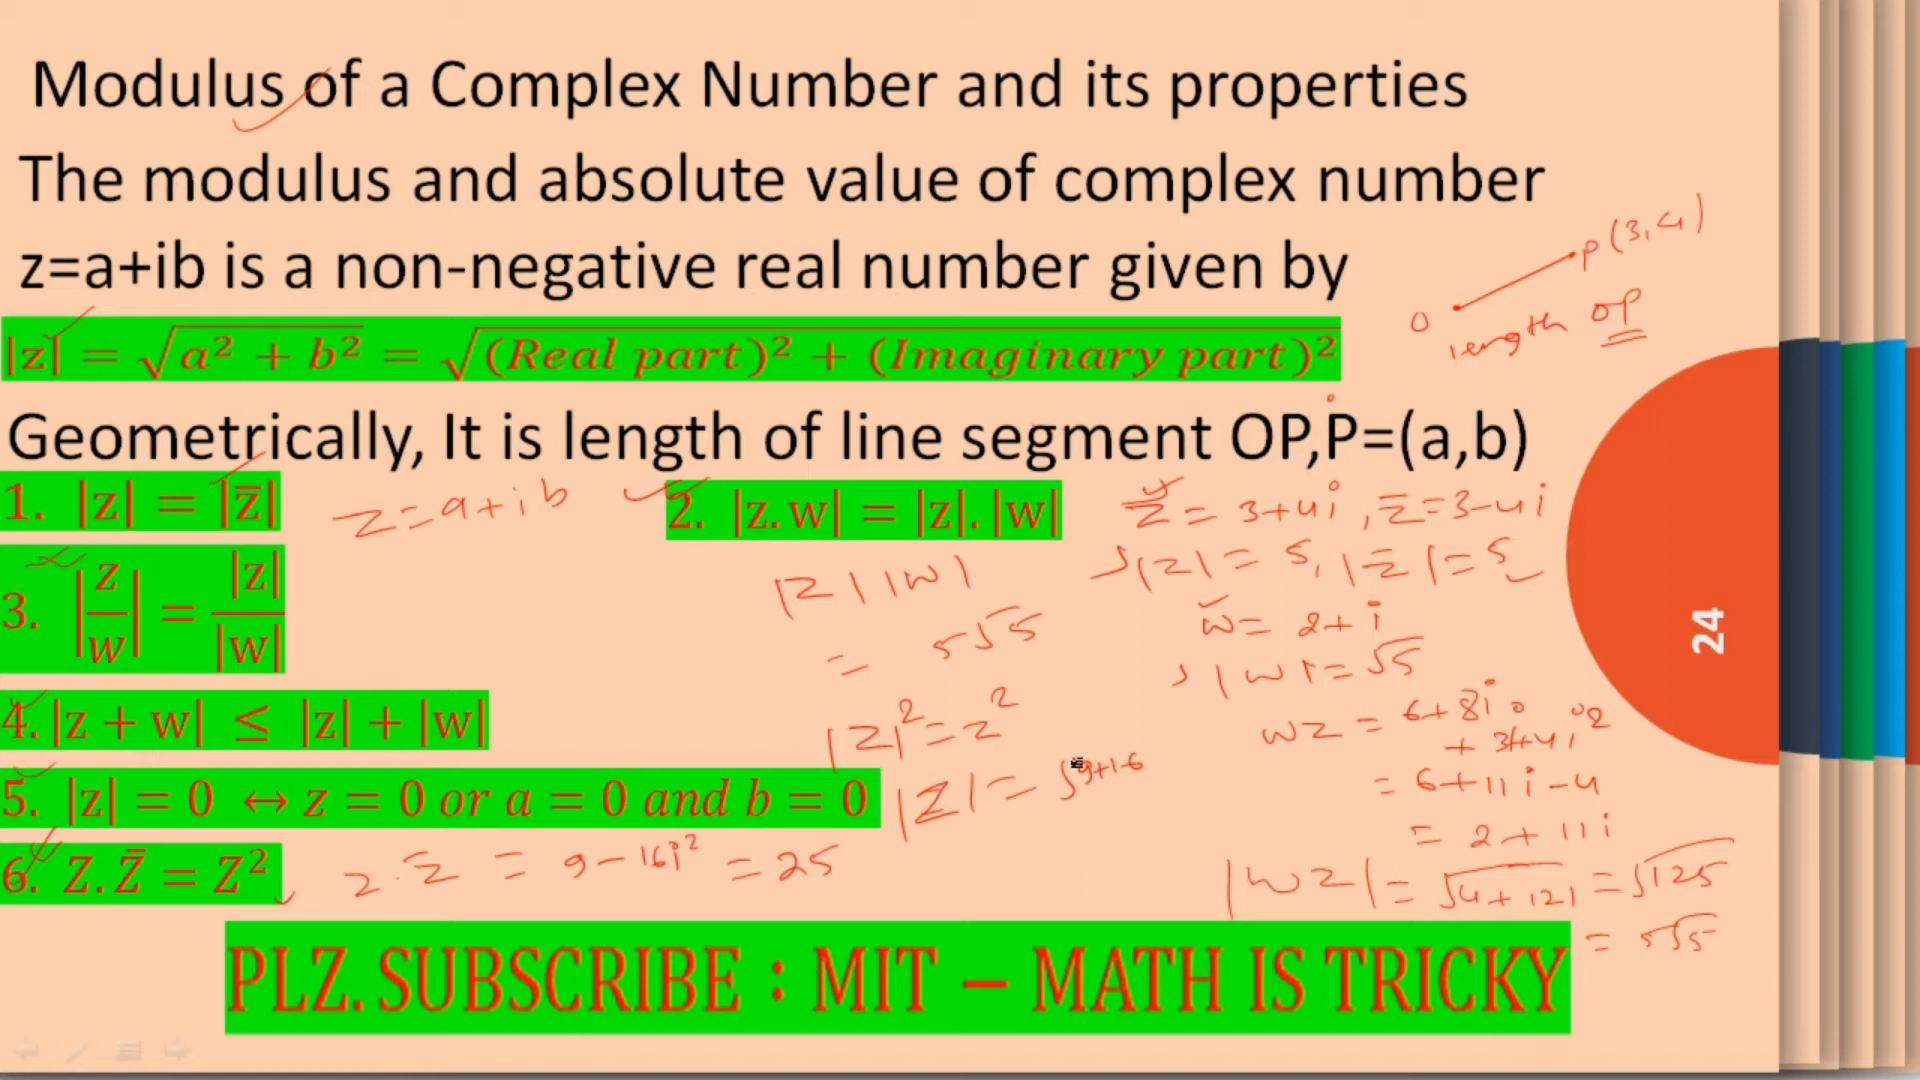 Modulus of a Complex Number and its properties
The modulus and absolute value of complex number
z=a+ib is a non-negative real number given by
P(3,4)
O
length OP
|z| = √(a² + b²) = √((Real part)² + (Imaginary part)²)
Geometrically, It is length of line segment OP,P=(a,b)
1. |z| = |z̅|
z=a+ib
2. |z.w| = |z|.|w|
z = 3+4i, z̅=3-4i
|z| = 5, |z̅| = 5
3. |z/w| = |z|/|w|
|z| |w|
= 5√5
w = 2+i
|w| = √5
24
4. |z + w| ≤ |z| + |w|
|z|² = z²
wz = 6+8i
+ 3i+4i²
= 6+11i-4
= 2+11i
5. |z| = 0 ↔ z = 0 or a = 0 and b = 0
|z| = √9+16
6. Z.Z̅ = Z²
z.z̅ = 9-16i² = 25
|wz| = √(4+121) = √125
= 5√5
PLZ. SUBSCRIBE : MIT – MATH IS TRICKY